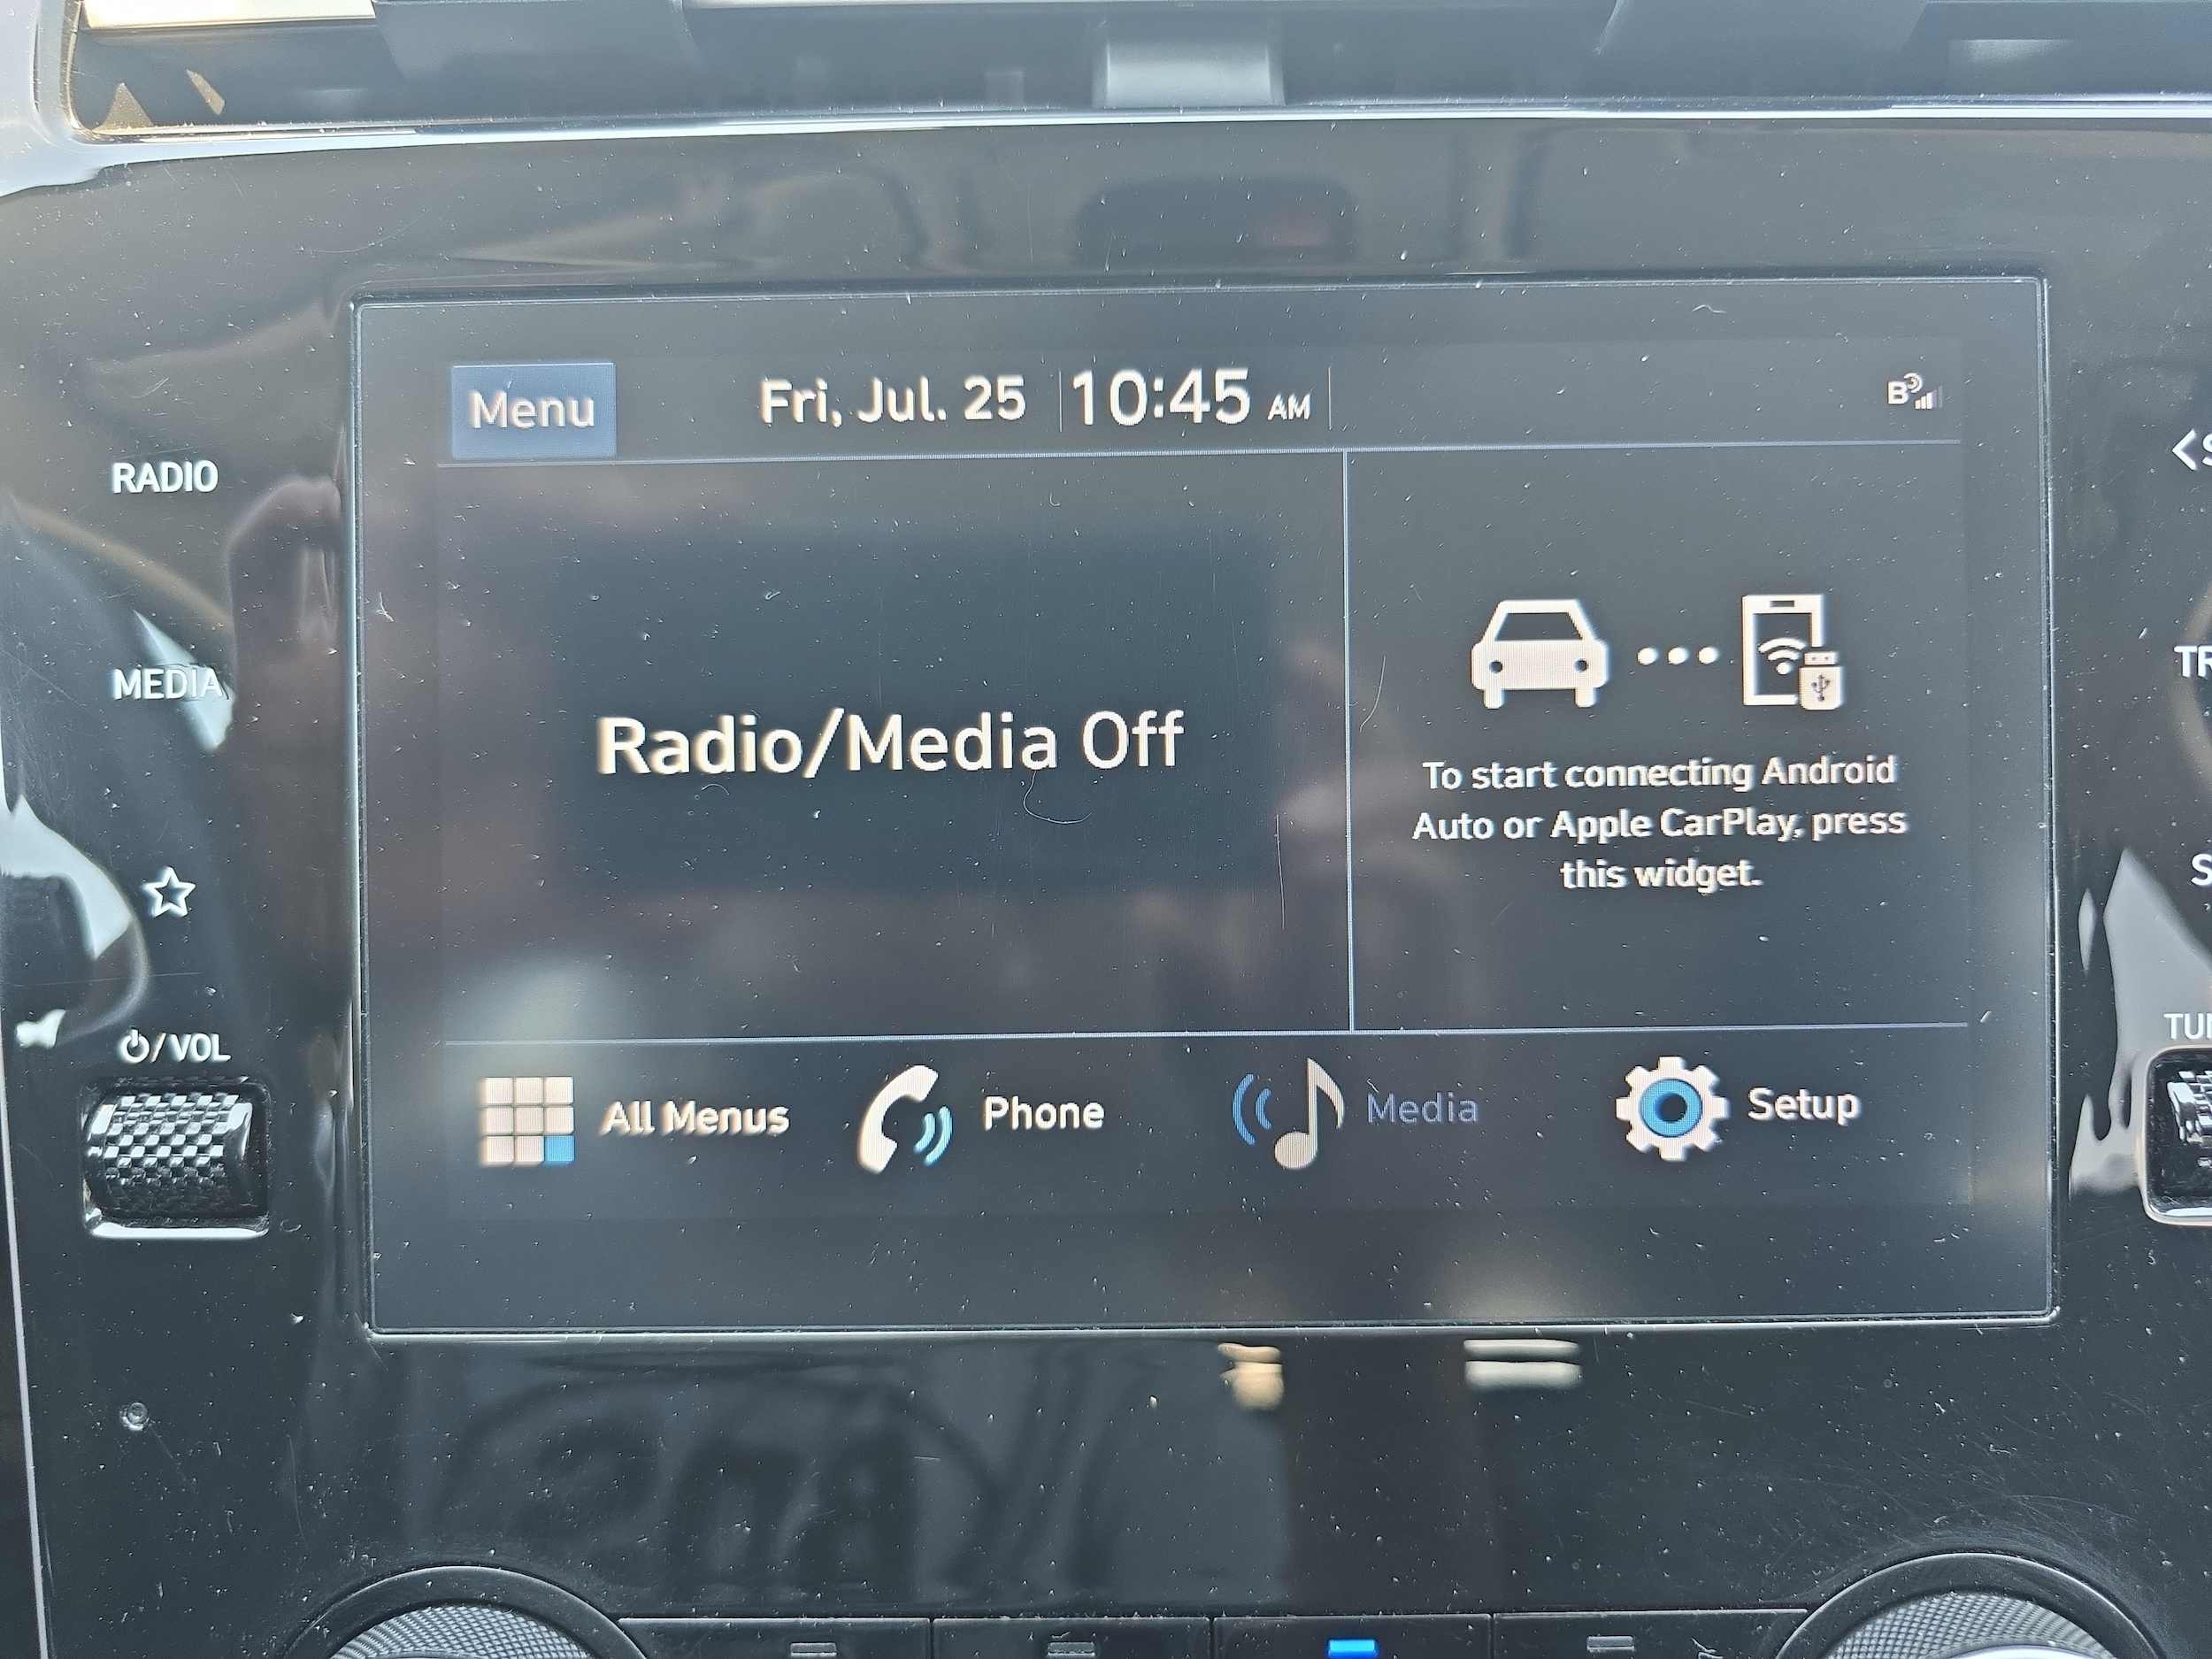 Menu
Fri, Jul. 25
10:45 AM
B
RADIO
MEDIA
Radio/Media Off
To start connecting Android
Auto or Apple CarPlay, press
this widget.
/VOL
All Menus
Phone
Media
Setup